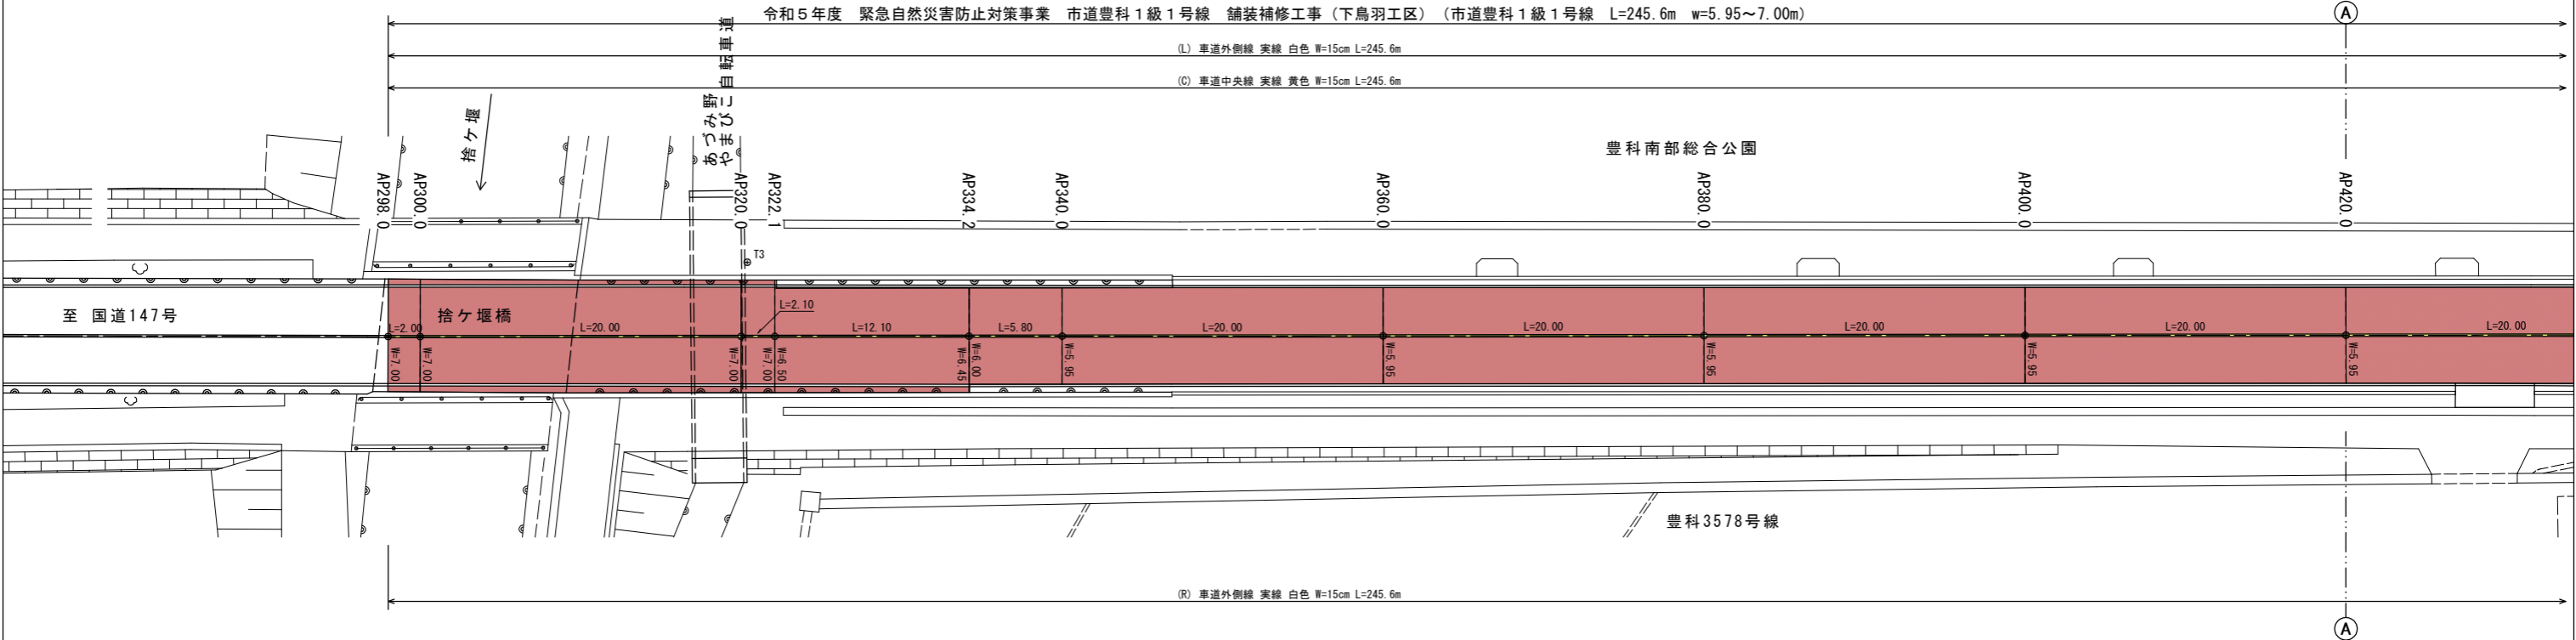 令和５年度　緊急自然災害防止対策事業　市道豊科１級１号線　舗装補修工事（下鳥羽工区）（市道豊科１級１号線　L=245.6m　w=5.95～7.00m）
A
(L) 車道外側線 実線 白色 W=15cm L=245.6m
(C) 車道中央線 実線 黄色 W=15cm L=245.6m
捨ケ堰
あづみ野
やまびこ自転車道
豊科南部総合公園
AP298.0
AP300.0
AP320.0
AP322.1
AP334.2
AP340.0
AP360.0
AP380.0
AP400.0
AP420.0
T3
至 国道147号
捨ケ堰橋
L=2.00
L=20.00
L=2.10
L=12.10
L=5.80
L=20.00
L=20.00
L=20.00
L=20.00
L=20.00
W=7.00
W=7.00
W=7.00
W=7.00
W=6.50
W=6.45
W=6.00
W=5.95
W=5.95
W=5.95
W=5.95
W=5.95
豊科3578号線
(R) 車道外側線 実線 白色 W=15cm L=245.6m
A